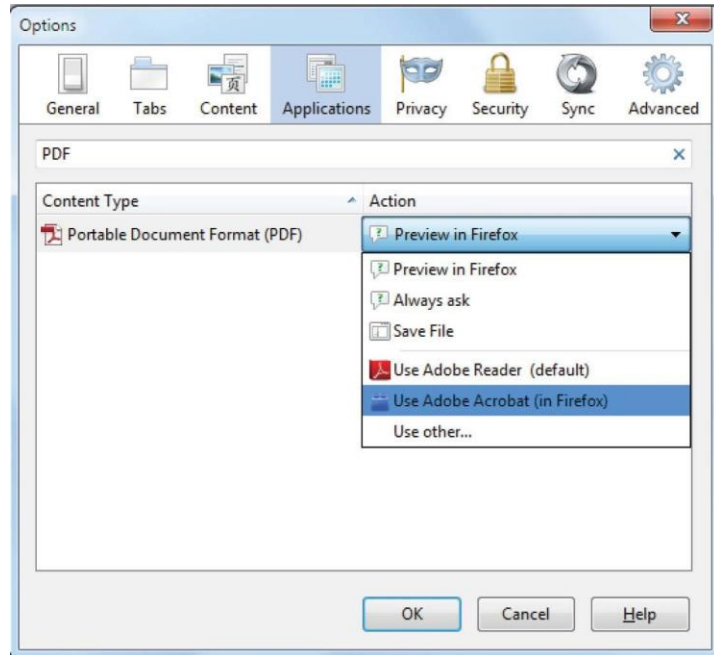 Options
General Tabs Content Applications Privacy Security Sync Advanced
PDF
Content Type Action
Portable Document Format (PDF) Preview in Firefox
Preview in Firefox
Always ask
Save File
Use Adobe Reader (default)
Use Adobe Acrobat (in Firefox)
Use other...
OK Cancel Help